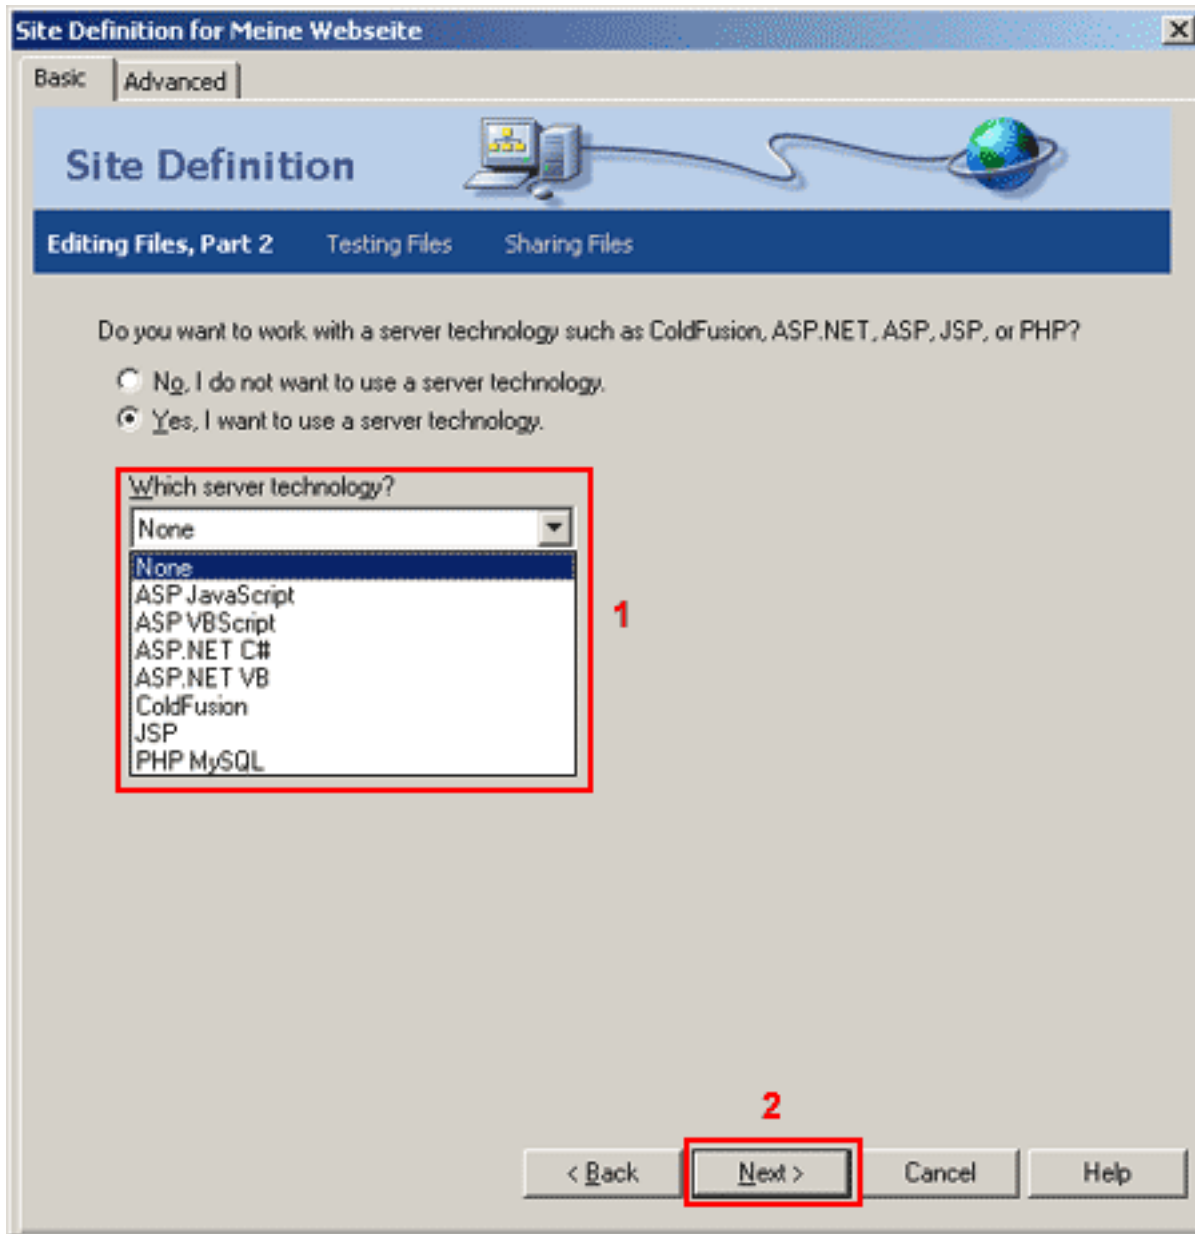 Site Definition for Meine Webseite
Basic
Advanced
Site Definition
Editing Files, Part 2
Testing Files
Sharing Files
Do you want to work with a server technology such as ColdFusion, ASP.NET, ASP, JSP, or PHP?
No, I do not want to use a server technology.
Yes, I want to use a server technology.
Which server technology?
None
None
ASP JavaScript
ASP VBScript
ASP.NET C#
ASP.NET VB
ColdFusion
JSP
PHP MySQL
1
2
< Back
Next >
Cancel
Help